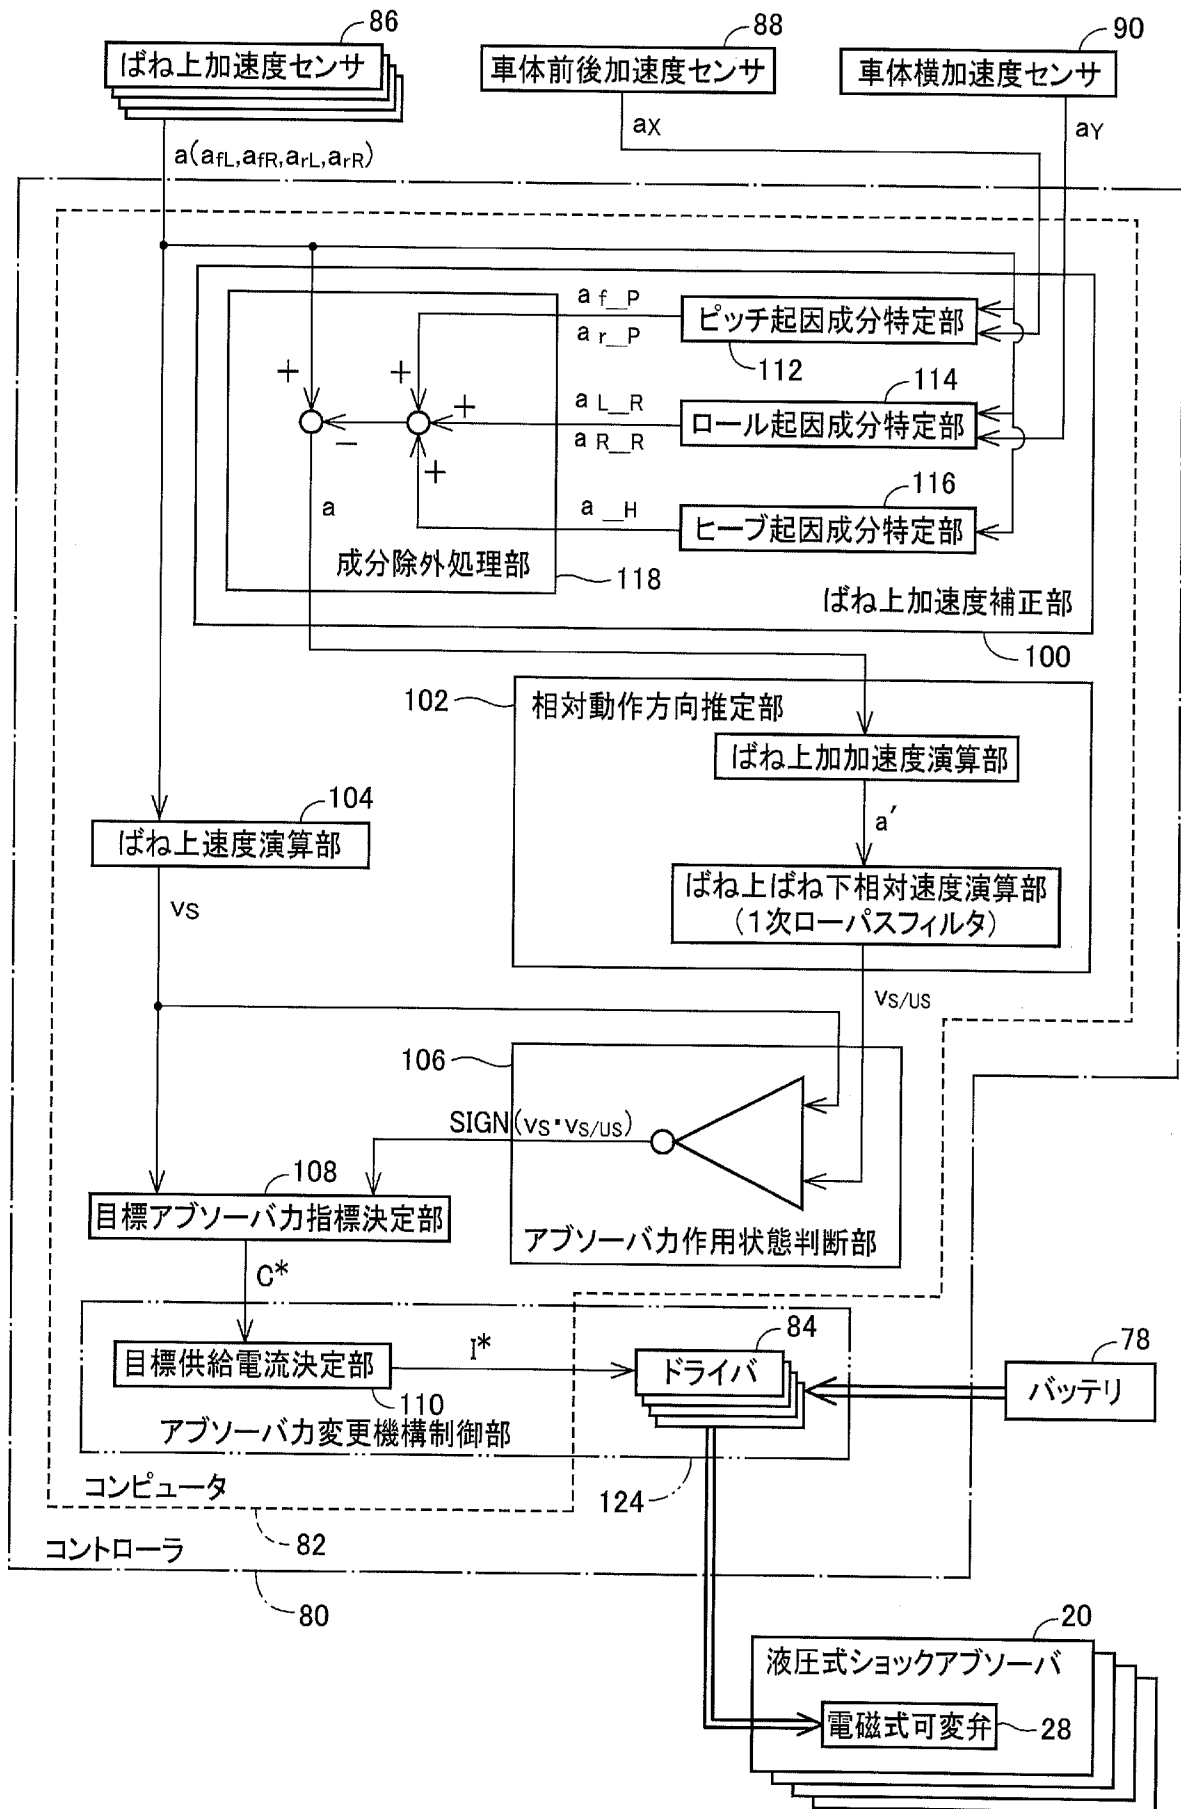 86
88
90
ばね上加速度センサ
車体前後加速度センサ
車体横加速度センサ
aX
aY
a(afL,afR,arL,arR)
a f__P
ピッチ起因成分特定部
a r__P
112
114
+
+
+
a L__R
ロール起因成分特定部
−
a R__R
+
116
a
a __H
ヒーブ起因成分特定部
成分除外処理部
118
ばね上加速度補正部
100
102
相対動作方向推定部
ばね上加加速度演算部
104
a′
ばね上速度演算部
ばね上ばね下相対速度演算部
(1次ローパスフィルタ)
vS
vS/US
106
SIGN(vS·vS/US)
108
目標アブソーバ力指標決定部
アブソーバ力作用状態判断部
C*
84
78
目標供給電流決定部
I*
ドライバ
バッテリ
110
アブソーバ力変更機構制御部
コンピュータ
124
82
コントローラ
80
20
液圧式ショックアブソーバ
電磁式可変弁
28